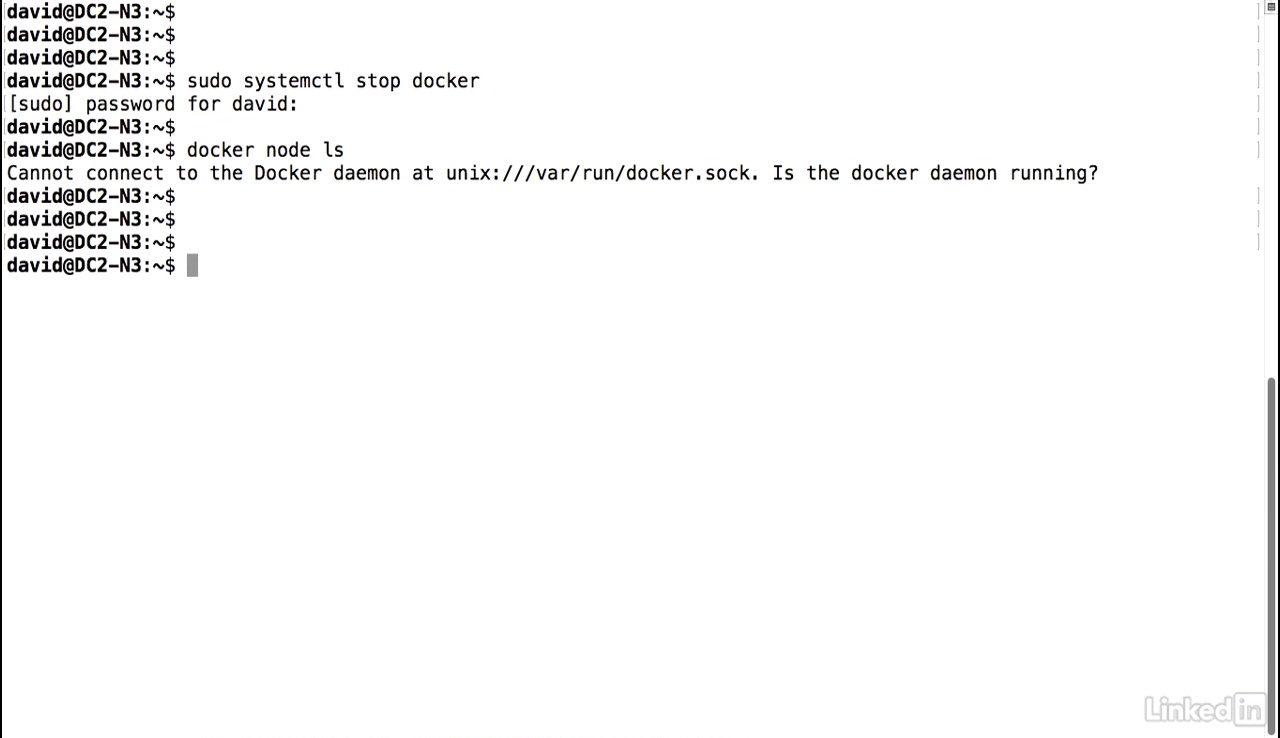 david@DC2-N3:~$
david@DC2-N3:~$
david@DC2-N3:~$
david@DC2-N3:~$ sudo systemctl stop docker
[sudo] password for david:
david@DC2-N3:~$
david@DC2-N3:~$ docker node ls
Cannot connect to the Docker daemon at unix:///var/run/docker.sock. Is the docker daemon running?
david@DC2-N3:~$
david@DC2-N3:~$
david@DC2-N3:~$
david@DC2-N3:~$
Linked in